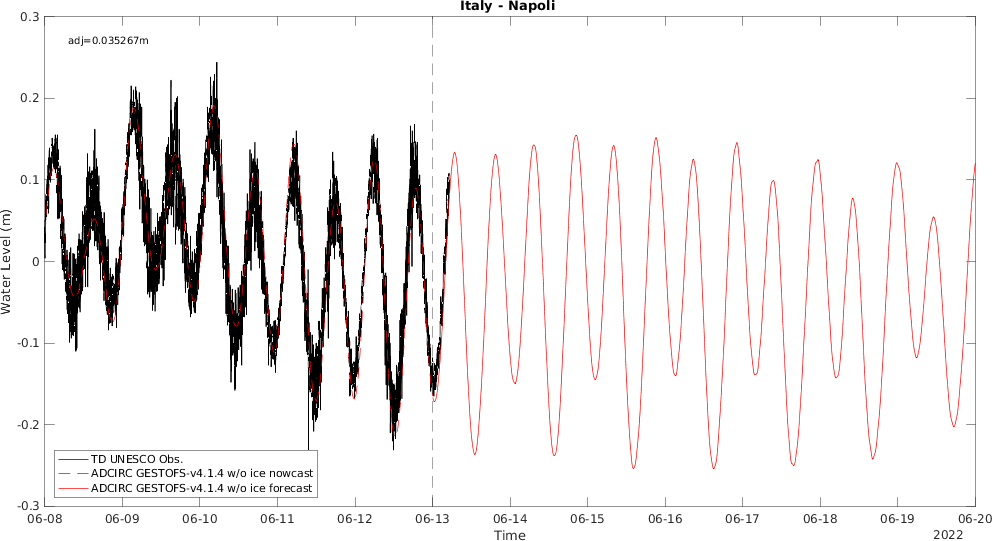 Italy - Napoli
adj=0.035267m
0.3
0.2
0.1
0
-0.1
-0.2
-0.3
Water Level (m)
TD UNESCO Obs.
ADCIRC GESTOFS-v4.1.4 w/o ice nowcast
ADCIRC GESTOFS-v4.1.4 w/o ice forecast
06-08 06-09 06-10 06-11 06-12 06-13 06-14 06-15 06-16 06-17 06-18 06-19 06-20
Time
2022